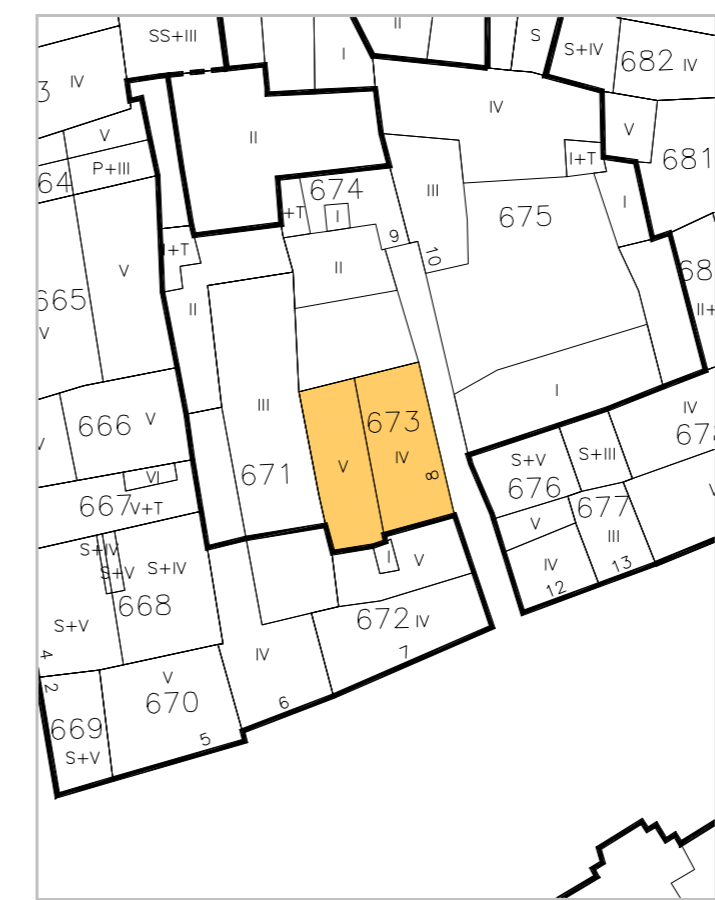 SS+III
II
S
I
S+IV
682 IV
3 IV
IV
V
II
V
I+T
681
64
P+III
674
III
+T
I
I
675
9
10
I+T
V
II
68
665
II
II+
V
I
III
IV
666 V
673
678
V
671
V
IV
8
S+V
S+III
676
VI
677
667 V+T
V
V
III
S+IV
I
V
S+V
S+IV
IV
668
12
13
S+V
672 IV
4
IV
7
2
V
670
6
669
5
S+V